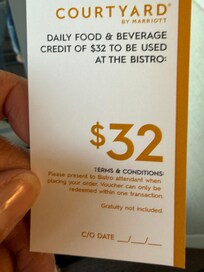 COURTYARD®
BY MARRIOTT
DAILY FOOD & BEVERAGE
CREDIT OF $32 TO BE USED
AT THE BISTRO:
$32
TERMS & CONDITIONS:
Please present to Bistro attendant when
placing your order. Voucher can only be
redeemed within one transaction.
Gratuity not included.
C/O DATE __/__/__